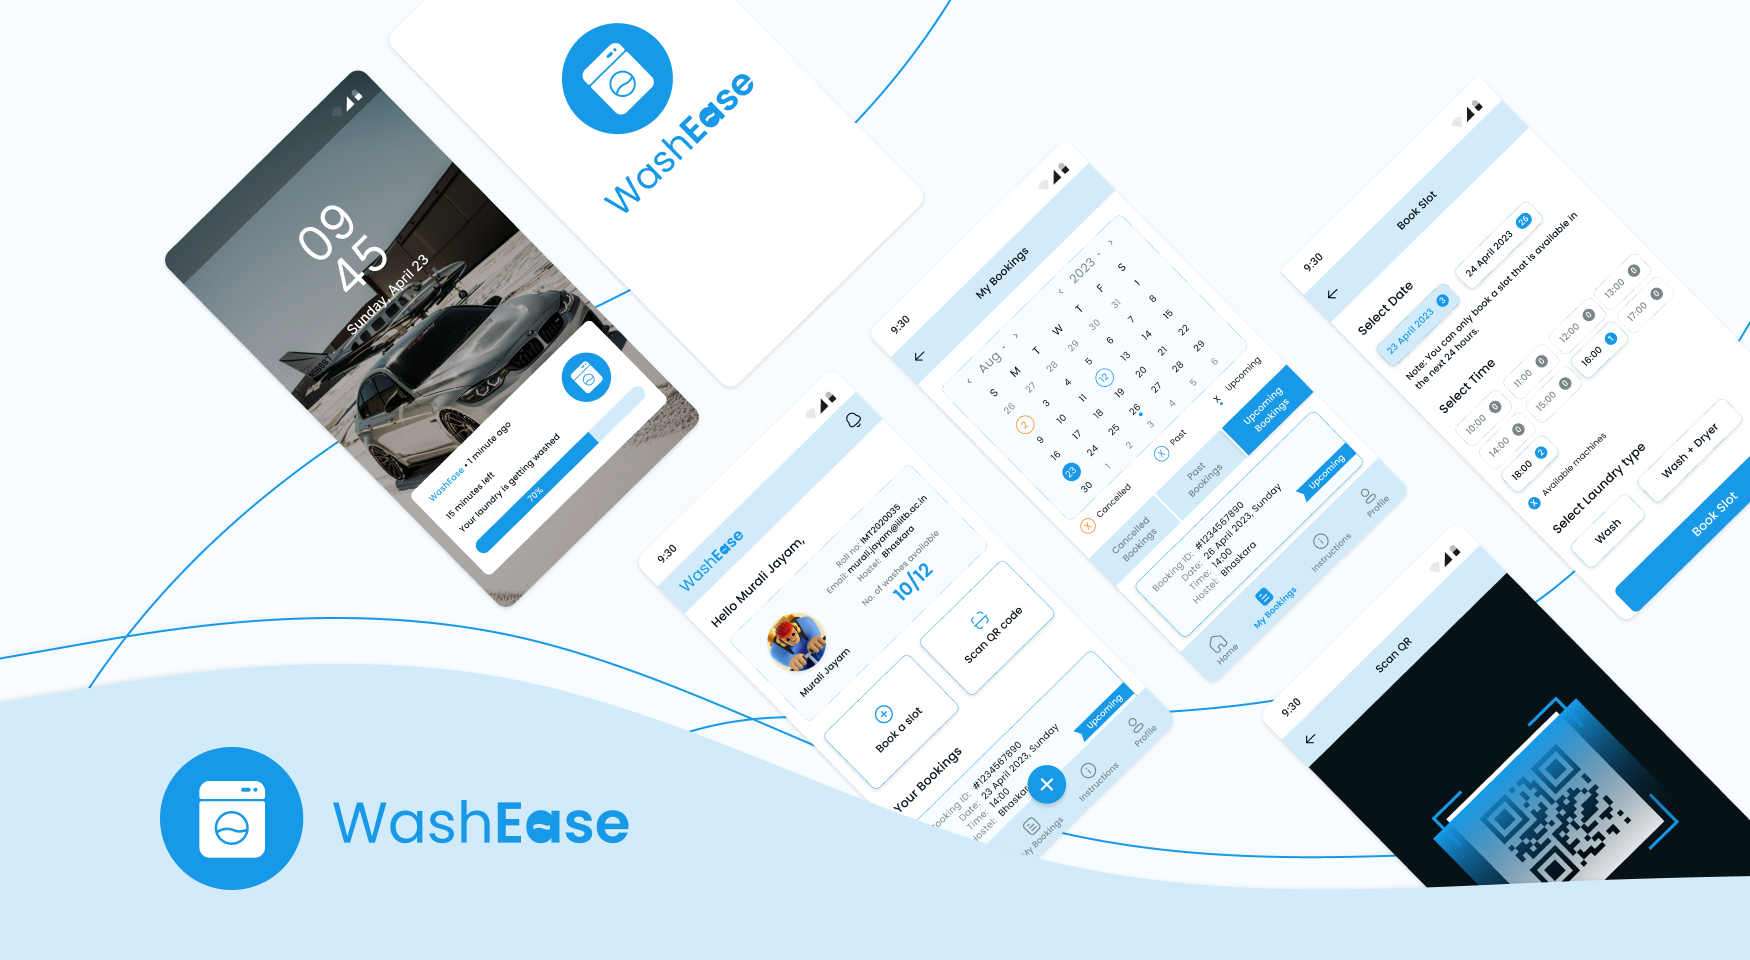 09
45
Sunday, April 23
N568BT
WashEase • 1 minute ago
15 minutes left
Your laundry is getting washed
70%
WashEase
9:30
WashEase
Hello Murali Jayam,
Roll no: IMT2020035
Email: murali.jayam@iiitb.ac.in
Hostel: Bhaskara
No. of washes available
10/12
Murali Jayam
Book a slot
Scan QR code
Your Bookings
Upcoming
Booking ID: #1234567890
Date: 23 April 2023, Sunday
Time: 14:00
Hostel: Bhaskara
My Bookings
Instructions
Profile
9:30
My Bookings
‹ Aug › ‹ 2023 ›
S M T W T F S
26 27 28 29 30 31 1
2 3 4 5 6 7 8
9 10 11 12 13 14 15
16 17 18 19 20 21 22
23 24 25 26 27 28 29
30 1 2 3 4 5 6
X Cancelled
X Past
X Upcoming
Cancelled
Bookings
Past
Bookings
Upcoming
Bookings
Upcoming
Booking ID: #1234567890
Date: 26 April 2023, Sunday
Time: 14:00
Hostel: Bhaskara
Home
My Bookings
Instructions
Profile
9:30
Book Slot
Select Date
23 April 2023 3
24 April 2023 26
Note: You can only book a slot that is available in
the next 24 hours.
Select Time
10:00 0
11:00 0
12:00 0
13:00 0
14:00 0
15:00 0
16:00 1
17:00 0
18:00 2
X Available machines
Select Laundry type
Wash
Wash + Dryer
Book Slot
9:30
Scan QR
WashEase